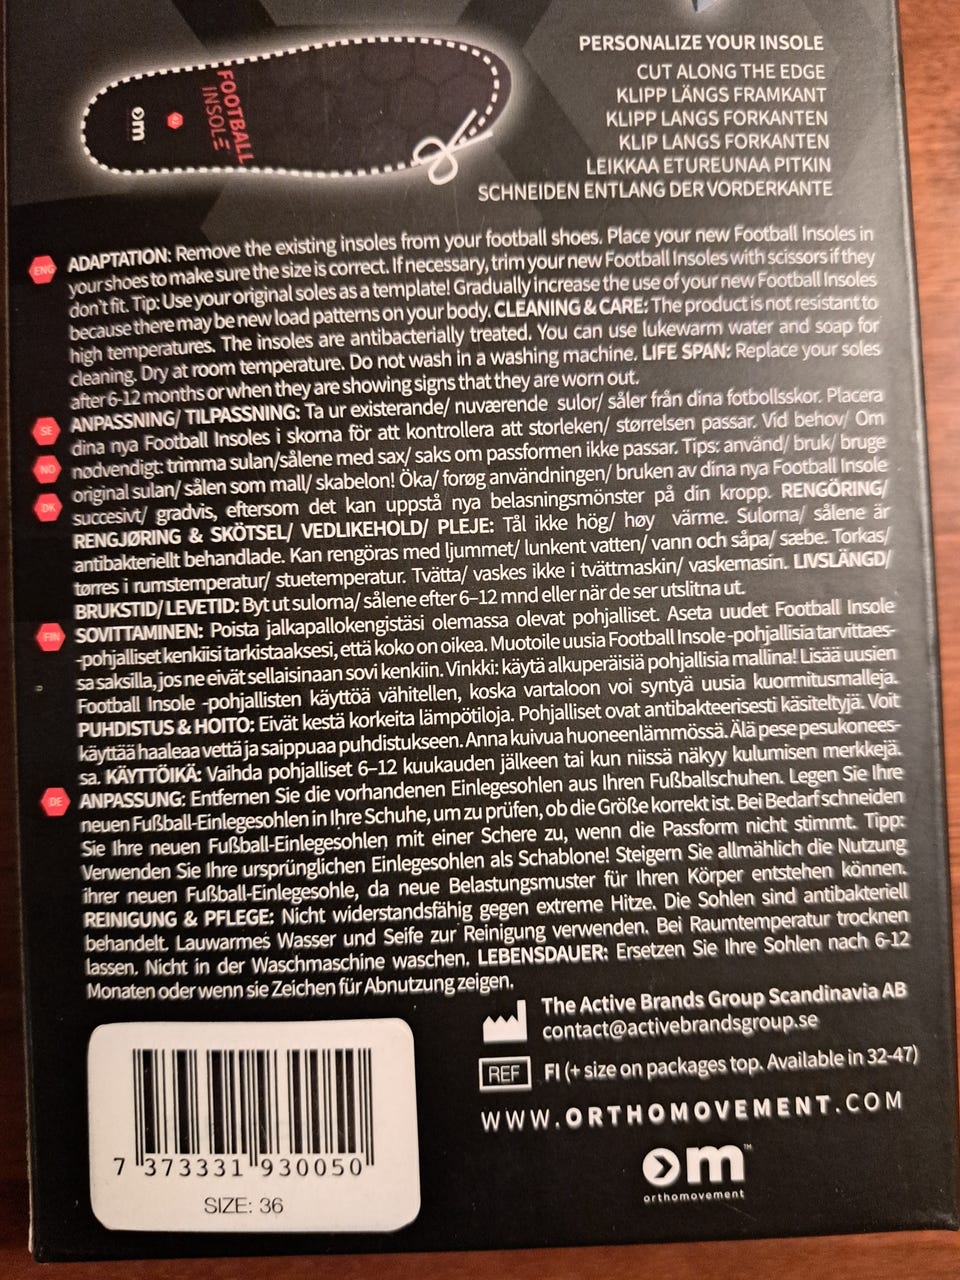 FOOTBALL
INSOLE
om
PERSONALIZE YOUR INSOLE
CUT ALONG THE EDGE
KLIPP LÄNGS FRAMKANT
KLIPP LANGS FORKANTEN
KLIP LANGS FORKANTEN
LEIKKAA ETUREUNAA PITKIN
SCHNEIDEN ENTLANG DER VORDERKANTE
ENG
ADAPTATION: Remove the existing insoles from your football shoes. Place your new Football Insoles in
your shoes to make sure the size is correct. If necessary, trim your new Football Insoles with scissors if they
don't fit. Tip: Use your original soles as a template! Gradually increase the use of your new Football Insoles
because there may be new load patterns on your body. CLEANING & CARE: The product is not resistant to
high temperatures. The insoles are antibacterially treated. You can use lukewarm water and soap for
cleaning. Dry at room temperature. Do not wash in a washing machine. LIFE SPAN: Replace your soles
after 6-12 months or when they are showing signs that they are worn out.
SE
NO
DK
ANPASSNING/ TILPASSNING: Ta ur existerande/ nuværende sulor/ såler från dina fotbollsskor. Placera
dina nya Football Insoles i skorna för att kontrollera att storleken/ størrelsen passar. Vid behov/ Om
nødvendigt: trimma sulan/sålene med sax/ saks om passformen ikke passar. Tips: använd/ bruk/ bruge
original sulan/ sålen som mall/ skabelon! Öka/ forøg användningen/ bruken av dina nya Football Insole
succesivt/ gradvis, eftersom det kan uppstå nya belasningsmönster på din kropp. RENGÖRING/
RENGJØRING & SKÖTSEL/ VEDLIKEHOLD/ PLEJE: Tål ikke hög/ høy värme. Sulorna/ sålene är
antibakteriellt behandlade. Kan rengöras med ljummet/ lunkent vatten/ vann och såpa/ sæbe. Torkas/
tørres i rumstemperatur/ stuetemperatur. Tvätta/ vaskes ikke i tvättmaskin/ vaskemasin. LIVSLÄNGD/
BRUKSTID/ LEVETID: Byt ut sulorna/ sålene efter 6-12 mnd eller när de ser utslitna ut.
FIN
SOVITTAMINEN: Poista jalkapallokengistäsi olemassa olevat pohjalliset. Aseta uudet Football Insole
-pohjalliset kenkiisi tarkistaaksesi, että koko on oikea. Muotoile uusia Football Insole -pohjallisia tarvittaes-
sa saksilla, jos ne eivät sellaisinaan sovi kenkiin. Vinkki: käytä alkuperäisiä pohjallisia mallina! Lisää uusien
Football Insole -pohjallisten käyttöä vähitellen, koska vartaloon voi syntyä uusia kuormitusmalleja.
PUHDISTUS & HOITO: Eivät kestä korkeita lämpötiloja. Pohjalliset ovat antibakteerisesti käsiteltyjä. Voit
käyttää haaleaa vettä ja saippuaa puhdistukseen. Anna kuivua huoneenlämmössä. Älä pese pesukonees-
sa. KÄYTTÖIKÄ: Vaihda pohjalliset 6-12 kuukauden jälkeen tai kun niissä näkyy kulumisen merkkejä.
DE
ANPASSUNG: Entfernen Sie die vorhandenen Einlegesohlen aus Ihren Fußballschuhen. Legen Sie Ihre
neuen Fußball-Einlegesohlen in Ihre Schuhe, um zu prüfen, ob die Größe korrekt ist. Bei Bedarf schneiden
Sie Ihre neuen Fußball-Einlegesohlen mit einer Schere zu, wenn die Passform nicht stimmt. Tipp:
Verwenden Sie Ihre ursprünglichen Einlegesohlen als Schablone! Steigern Sie allmählich die Nutzung
ihrer neuen Fußball-Einlegesohle, da neue Belastungsmuster für Ihren Körper entstehen können.
REINIGUNG & PFLEGE: Nicht widerstandsfähig gegen extreme Hitze. Die Sohlen sind antibakteriell
behandelt. Lauwarmes Wasser und Seife zur Reinigung verwenden. Bei Raumtemperatur trocknen
lassen. Nicht in der Waschmaschine waschen. LEBENSDAUER: Ersetzen Sie Ihre Sohlen nach 6-12
Monaten oder wenn sie Zeichen für Abnutzung zeigen.
The Active Brands Group Scandinavia AB
contact@activebrandsgroup.se
REF FI (+ size on packages top. Available in 32-47)
WWW.ORTHOMOVEMENT.COM
om™
orthomovement
7 373331 930050
SIZE: 36